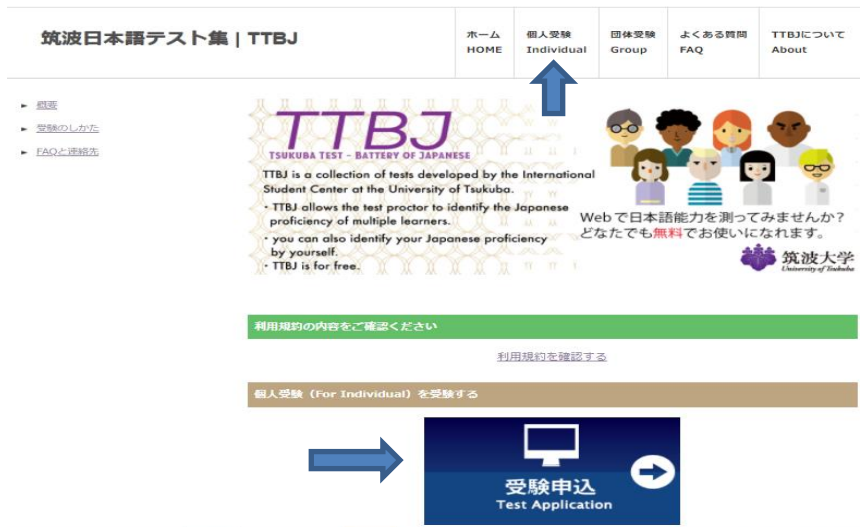 筑波日本語テスト集 | TTBJ
ホーム
HOME
個人受験
Individual
団体受験
Group
よくある質問
FAQ
TTBJについて
About
概要
受験のしかた
FAQと連絡先
TTBJ
TSUKUBA TEST - BATTERY OF JAPANESE
TTBJ is a collection of tests developed by the International
Student Center at the University of Tsukuba.
・TTBJ allows the test proctor to identify the Japanese
proficiency of multiple learners.
・you can also identify your Japanese proficiency
by yourself.
・TTBJ is for free.
Webで日本語能力を測ってみませんか?
どなたでも無料でお使いになれます。
筑波大学
University of Tsukuba
利用規約の内容をご確認ください
利用規約を確認する
個人受験（For Individual）を受験する
受験申込
Test Application